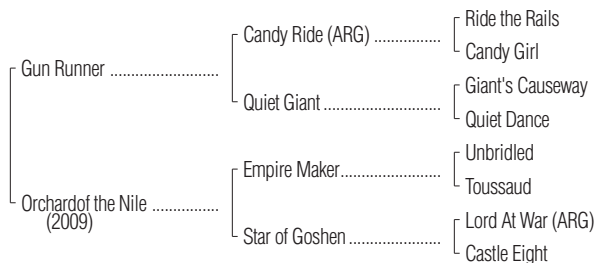 Ride the Rails
Candy Ride (ARG) ..................
Candy Girl
Gun Runner ........................
Giant's Causeway
Quiet Giant ..........................
Quiet Dance
Unbridled
Empire Maker.......................
Toussaud
Orchardof the Nile ...............
(2009)
Lord At War (ARG)
Star of Goshen .....................
Castle Eight